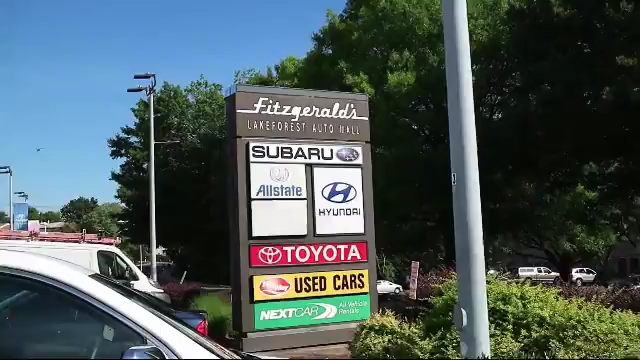 Fitzgerald's
LAKEFOREST AUTO MALL
SUBARU
Allstate
HYUNDAI
TOYOTA
USED CARS
NEXTCAR All Vehicle
Rentals